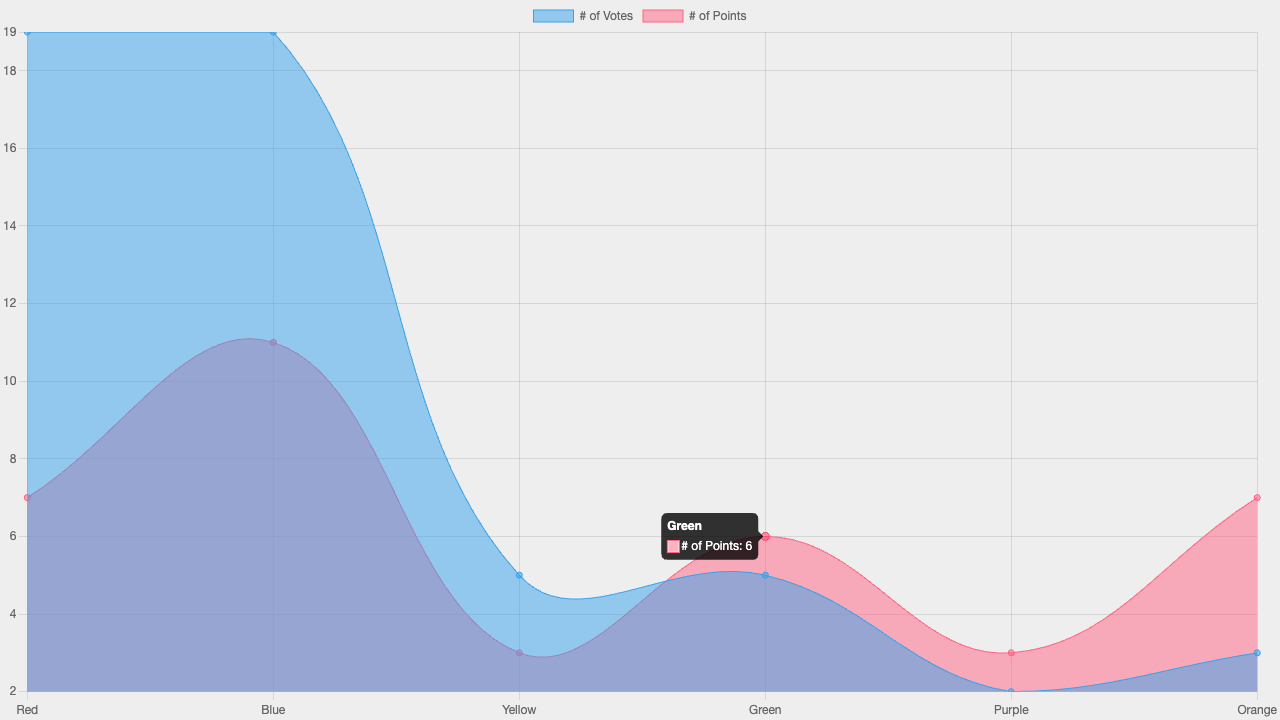 # of Votes # of Points
19
18
16
14
12
10
8
6
4
2
Green
# of Points: 6
Red Blue Yellow Green Purple Orange